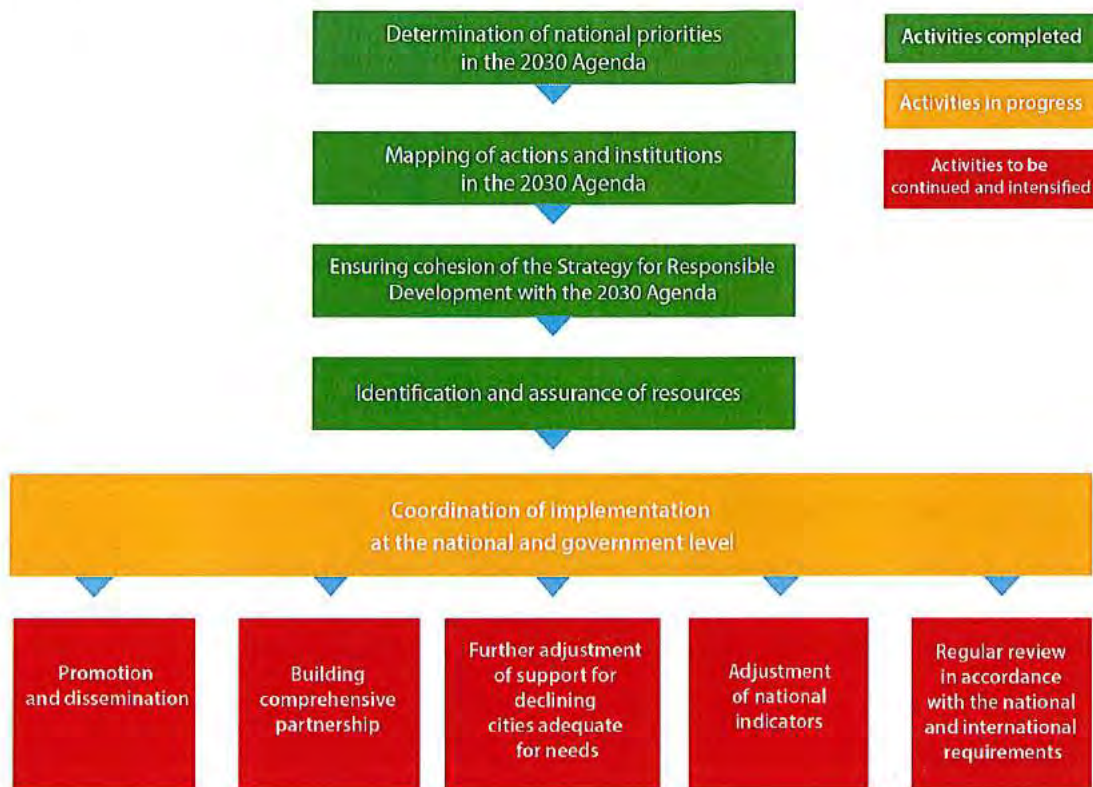 Determination of national priorities
in the 2030 Agenda
Activities completed
Activities in progress
Activities to be
continued and intensified
Mapping of actions and institutions
in the 2030 Agenda
Ensuring cohesion of the Strategy for Responsible
Development with the 2030 Agenda
Identification and assurance of resources
Coordination of implementation
at the national and government level
Promotion
and dissemination
Building
comprehensive
partnership
Further adjustment
of support for
declining
cities adequate
for needs
Adjustment
of national
indicators
Regular review
in accordance
with the national
and international
requirements